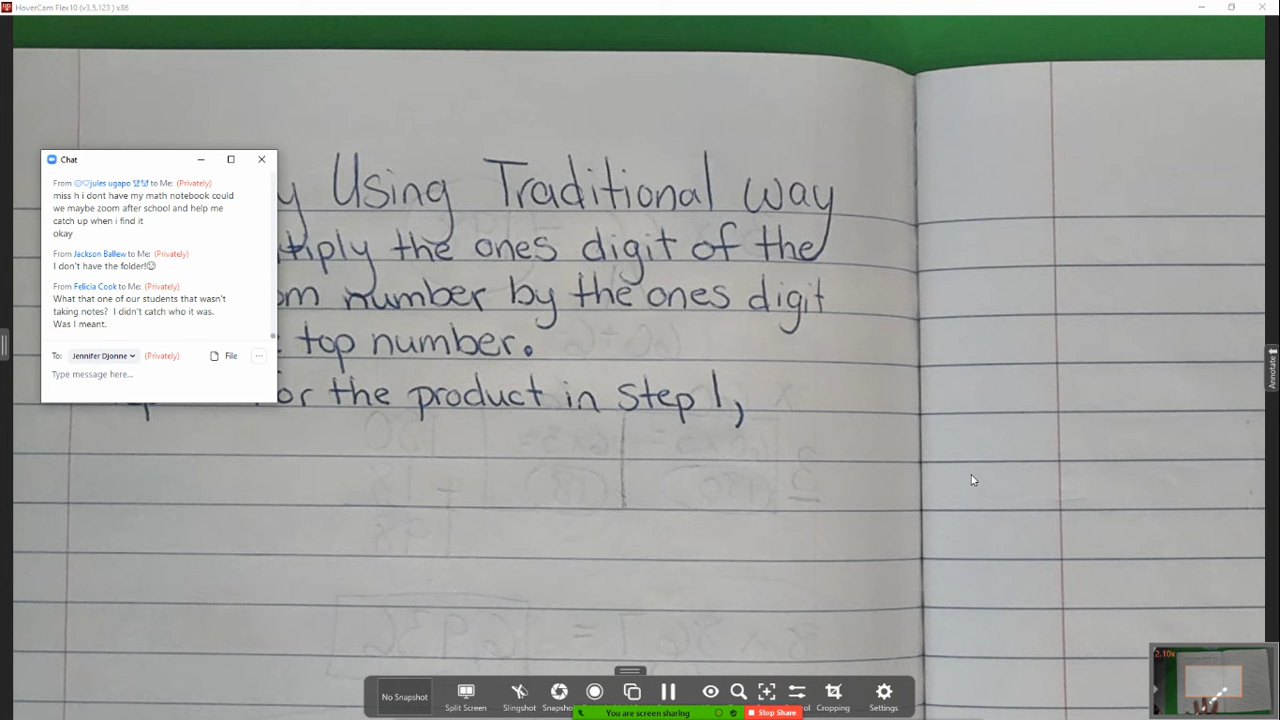 HoverCam Flex10 (v3.5.123) x86
Using Traditional way
tiply the ones digit of the
om number by the ones digit
top number.
or the product in step 1,
Chat
From jules ugapo to Me: (Privately)
miss h i dont have my math notebook could
we maybe zoom after school and help me
catch up when i find it
okay
From Jackson Ballew to Me: (Privately)
I don't have the folder!
From Felicia Cook to Me: (Privately)
What that one of our students that wasn't
taking notes? I didn't catch who it was.
Was I meant.
To: Jennifer Djonne (Privately) File
Type message here...
Annotate
2.10x
No Snapshot
Split Screen
Slingshot
Snapsho
Cropping
Settings
You are screen sharing
Stop Share